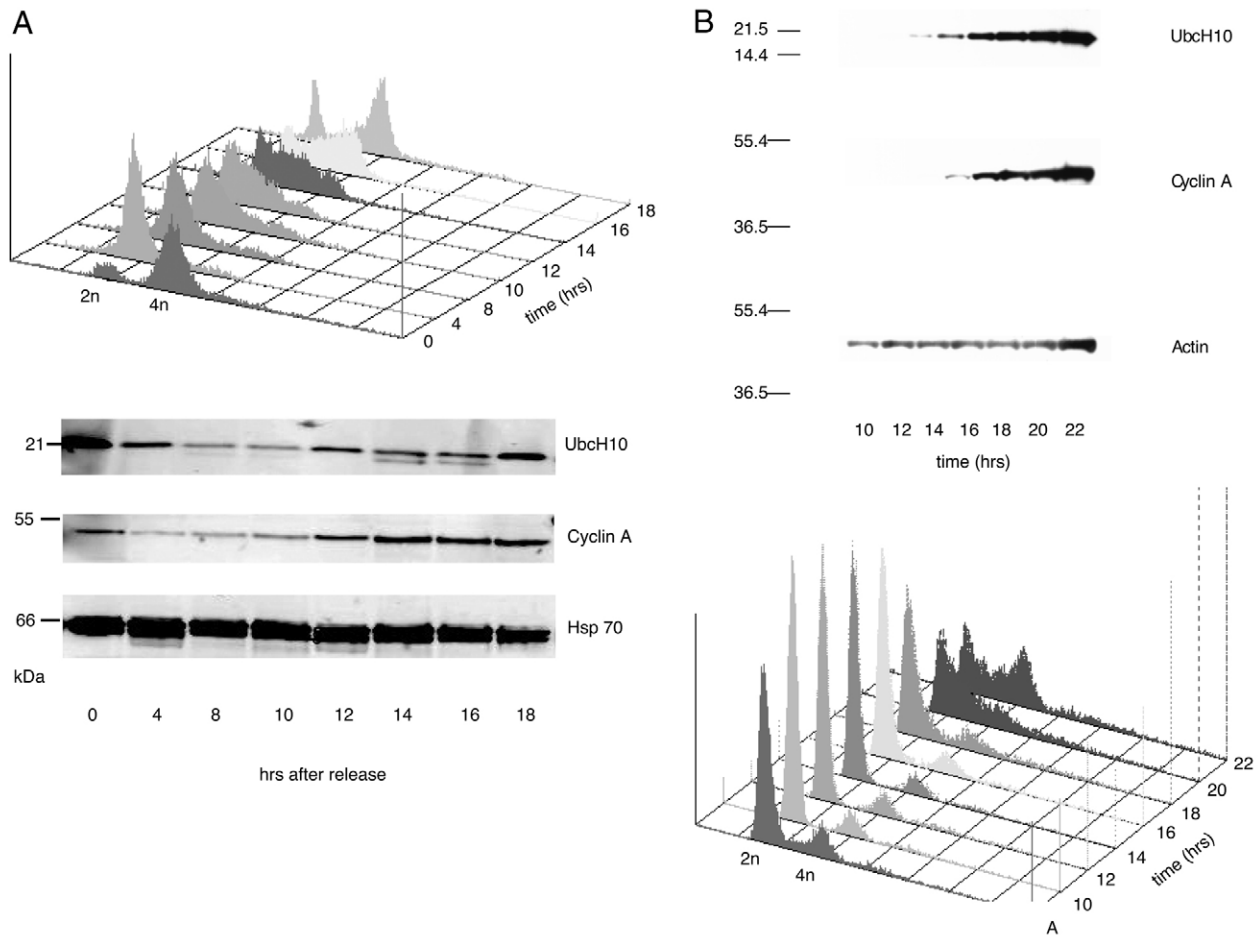 A
18
16
14
12
10
8
4
0
time (hrs)
2n
4n
21
UbcH10
55
Cyclin A
66
Hsp 70
kDa
0 4 8 10 12 14 16 18
hrs after release
B
21.5
14.4
UbcH10
55.4
Cyclin A
36.5
55.4
Actin
36.5
10 12 14 16 18 20 22
time (hrs)
22
20
18
16
14
12
10
time (hrs)
2n
4n
A